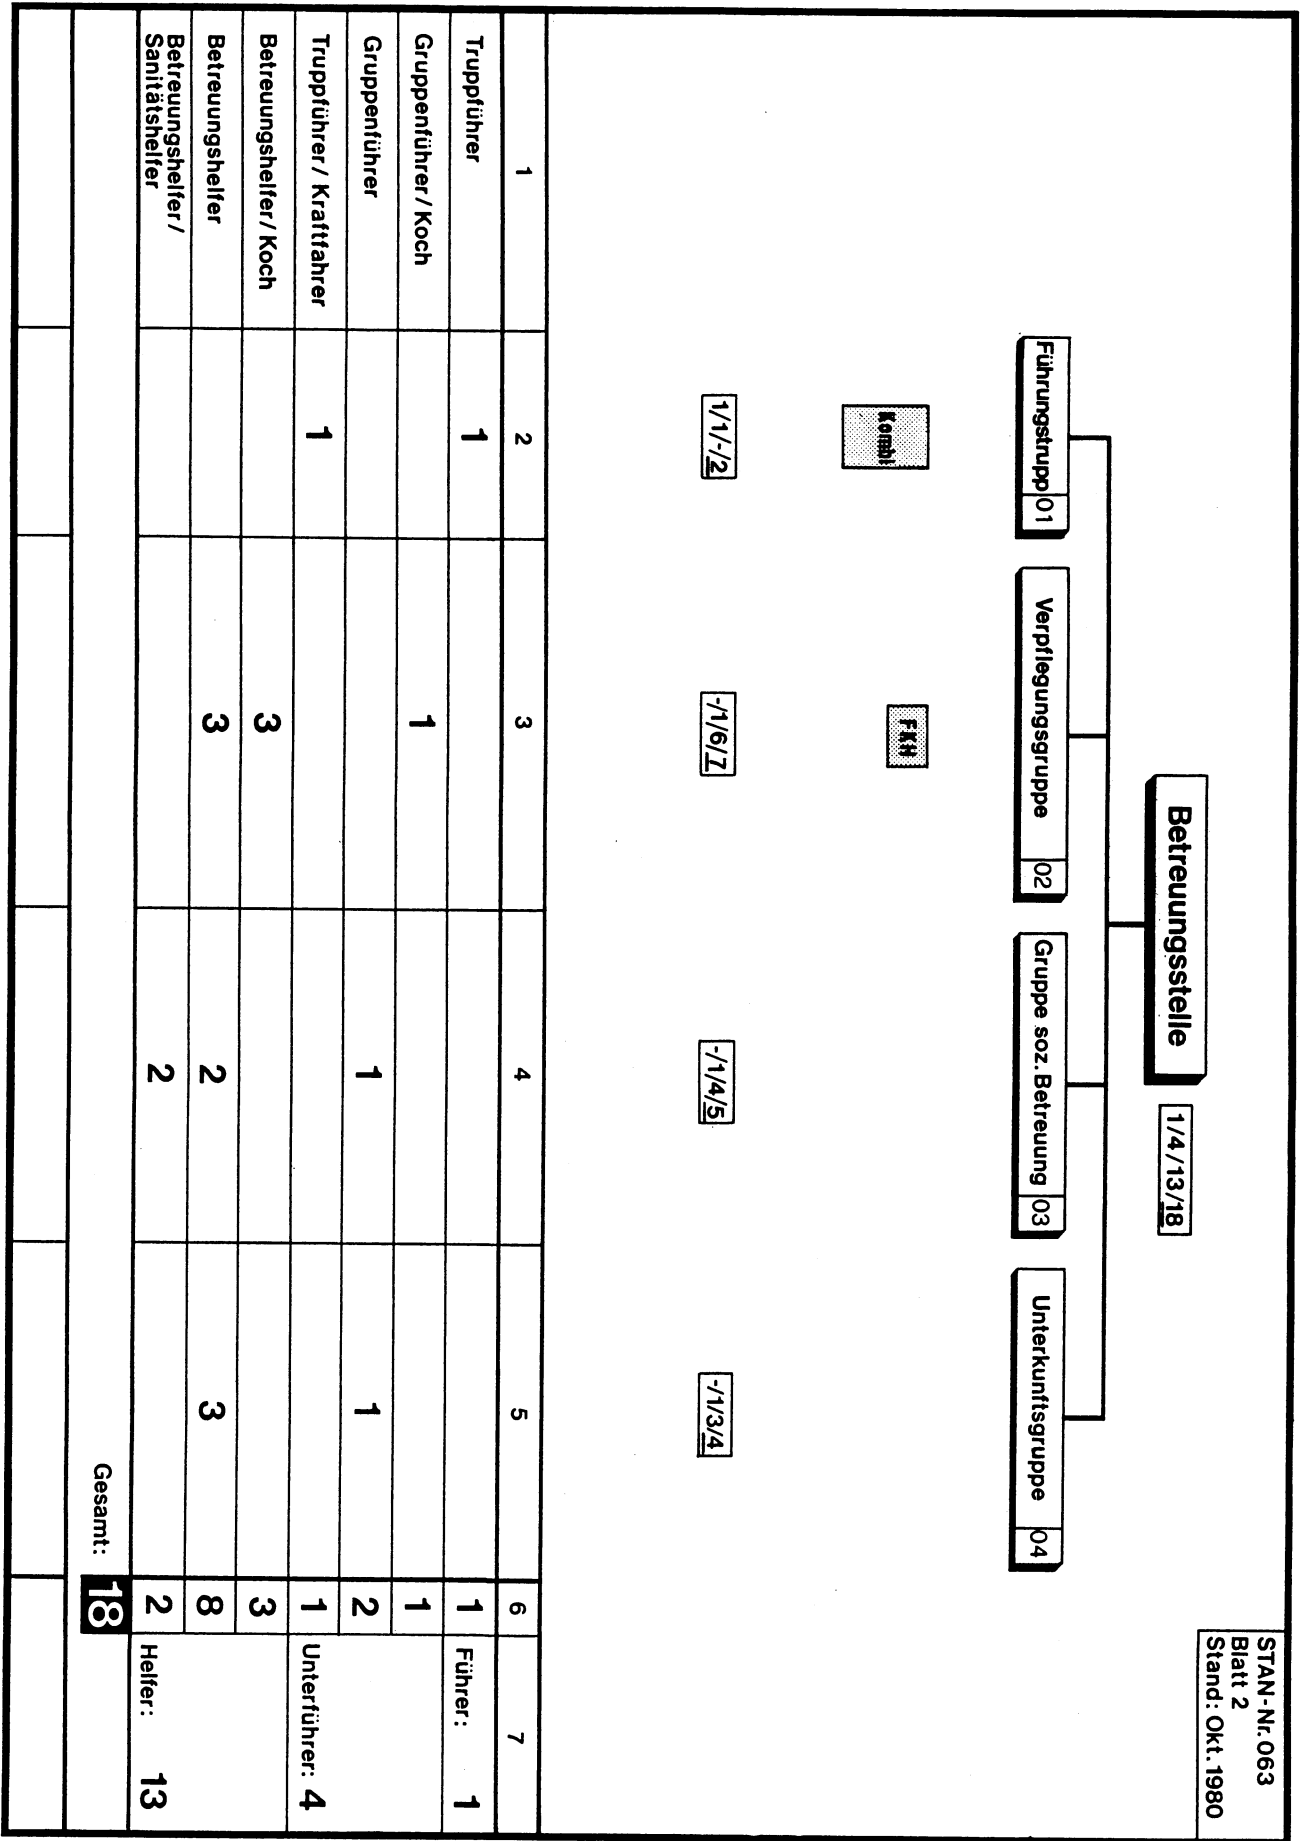 STAN-Nr. 063
Blatt 2
Stand: Okt. 1980
Betreuungsstelle
1/4/13/18
Führungstrupp 01
Verpflegungsgruppe 02
Gruppe soz. Betreuung 03
Unterkunftsgruppe 04
Kombi
FKH
1/1/-/2
-/1/6/7
-/1/4/5
-/1/3/4
1 2 3 4 5 6 7
Truppführer 1 1 Führer: 1
Gruppenführer/Koch 1 1
Gruppenführer 1 1 2
Truppführer/Kraftfahrer 1 1 Unterführer: 4
Betreuungshelfer/Koch 3 3
Betreuungshelfer 3 2 3 8
Betreuungshelfer/
Sanitätshelfer 2 2 Helfer: 13
Gesamt: 18